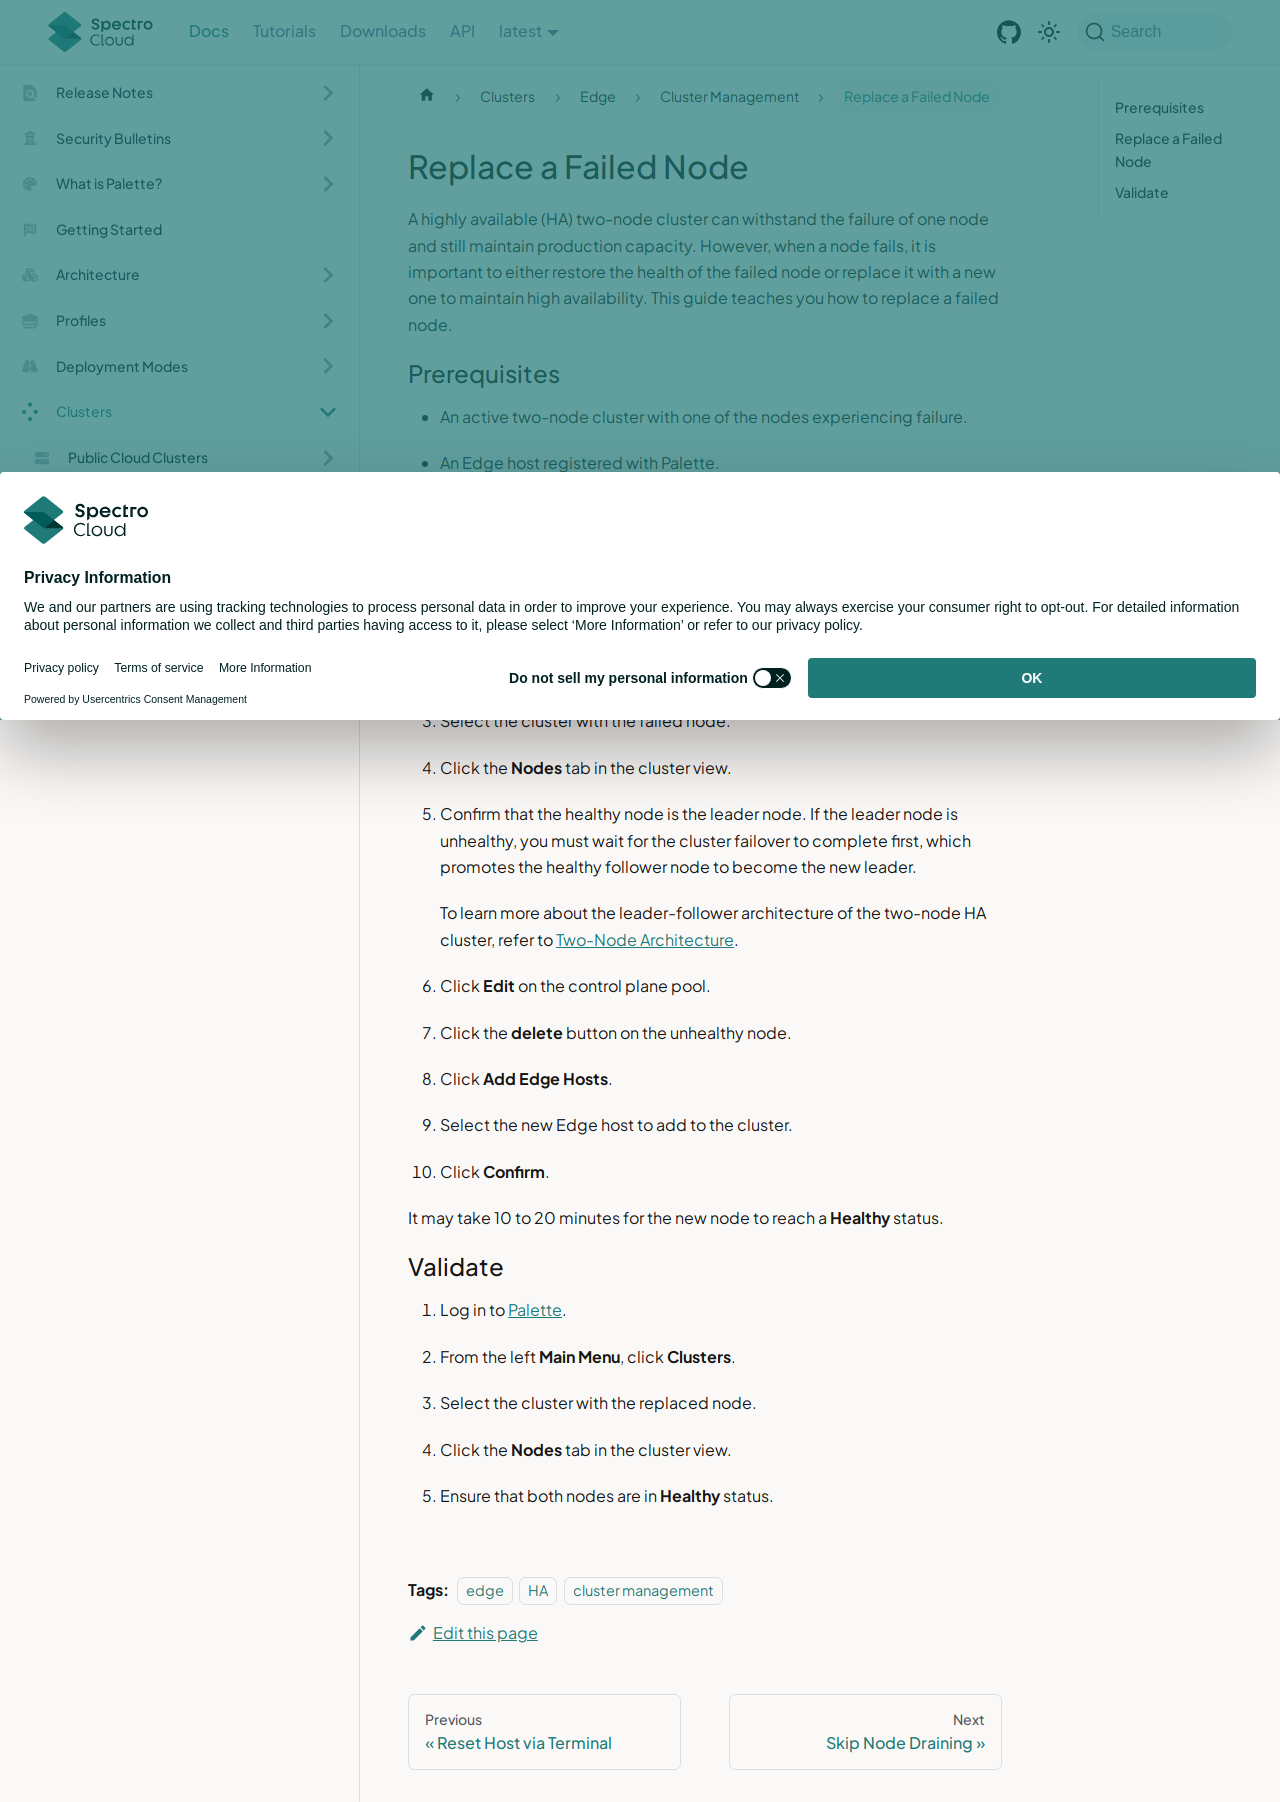 Spectro Cloud
Docs
Tutorials
Downloads
API
latest
Search
Release Notes
Security Bulletins
What is Palette?
Getting Started
Architecture
Profiles
Deployment Modes
Clusters
Public Cloud Clusters
Clusters
Edge
Cluster Management
Replace a Failed Node
Replace a Failed Node
A highly available (HA) two-node cluster can withstand the failure of one node
and still maintain production capacity. However, when a node fails, it is
important to either restore the health of the failed node or replace it with a new
one to maintain high availability. This guide teaches you how to replace a failed
node.
Prerequisites
An active two-node cluster with one of the nodes experiencing failure.
An Edge host registered with Palette.
Prerequisites
Replace a Failed
Node
Validate
Spectro
Cloud
Privacy Information
We and our partners are using tracking technologies to process personal data in order to improve your experience. You may always exercise your consumer right to opt-out. For detailed information
about personal information we collect and third parties having access to it, please select ‘More Information’ or refer to our privacy policy.
Privacy policy
Terms of service
More Information
Powered by Usercentrics Consent Management
Do not sell my personal information
OK
3. Select the cluster with the failed node.
4. Click the Nodes tab in the cluster view.
5. Confirm that the healthy node is the leader node. If the leader node is
unhealthy, you must wait for the cluster failover to complete first, which
promotes the healthy follower node to become the new leader.
To learn more about the leader-follower architecture of the two-node HA
cluster, refer to Two-Node Architecture.
6. Click Edit on the control plane pool.
7. Click the delete button on the unhealthy node.
8. Click Add Edge Hosts.
9. Select the new Edge host to add to the cluster.
10. Click Confirm.
It may take 10 to 20 minutes for the new node to reach a Healthy status.
Validate
1. Log in to Palette.
2. From the left Main Menu, click Clusters.
3. Select the cluster with the replaced node.
4. Click the Nodes tab in the cluster view.
5. Ensure that both nodes are in Healthy status.
Tags: edge HA cluster management
Edit this page
Previous
« Reset Host via Terminal
Next
Skip Node Draining »